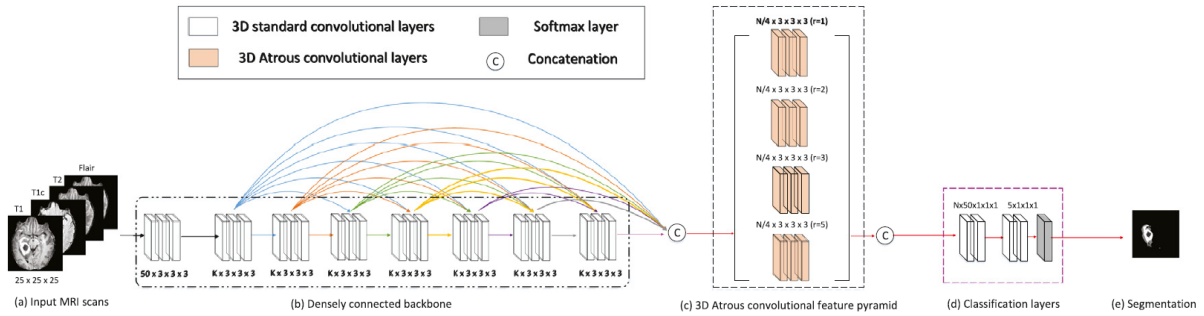 3D standard convolutional layers
Softmax layer
3D Atrous convolutional layers
C
Concatenation
N/4 x 3 x 3 x 3 (r=1)
N/4 x 3 x 3 x 3 (r=2)
N/4 x 3 x 3 x 3 (r=3)
N/4 x 3 x 3 x 3 (r=5)
Flair
T2
T1c
T1
25 x 25 x 25
50 x 3 x 3 x 3
K x 3 x 3 x 3
K x 3 x 3 x 3
K x 3 x 3 x 3
K x 3 x 3 x 3
K x 3 x 3 x 3
K x 3 x 3 x 3
K x 3 x 3 x 3
C
C
Nx50x1x1x1
5x1x1x1
(a) Input MRI scans
(b) Densely connected backbone
(c) 3D Atrous convolutional feature pyramid
(d) Classification layers
(e) Segmentation